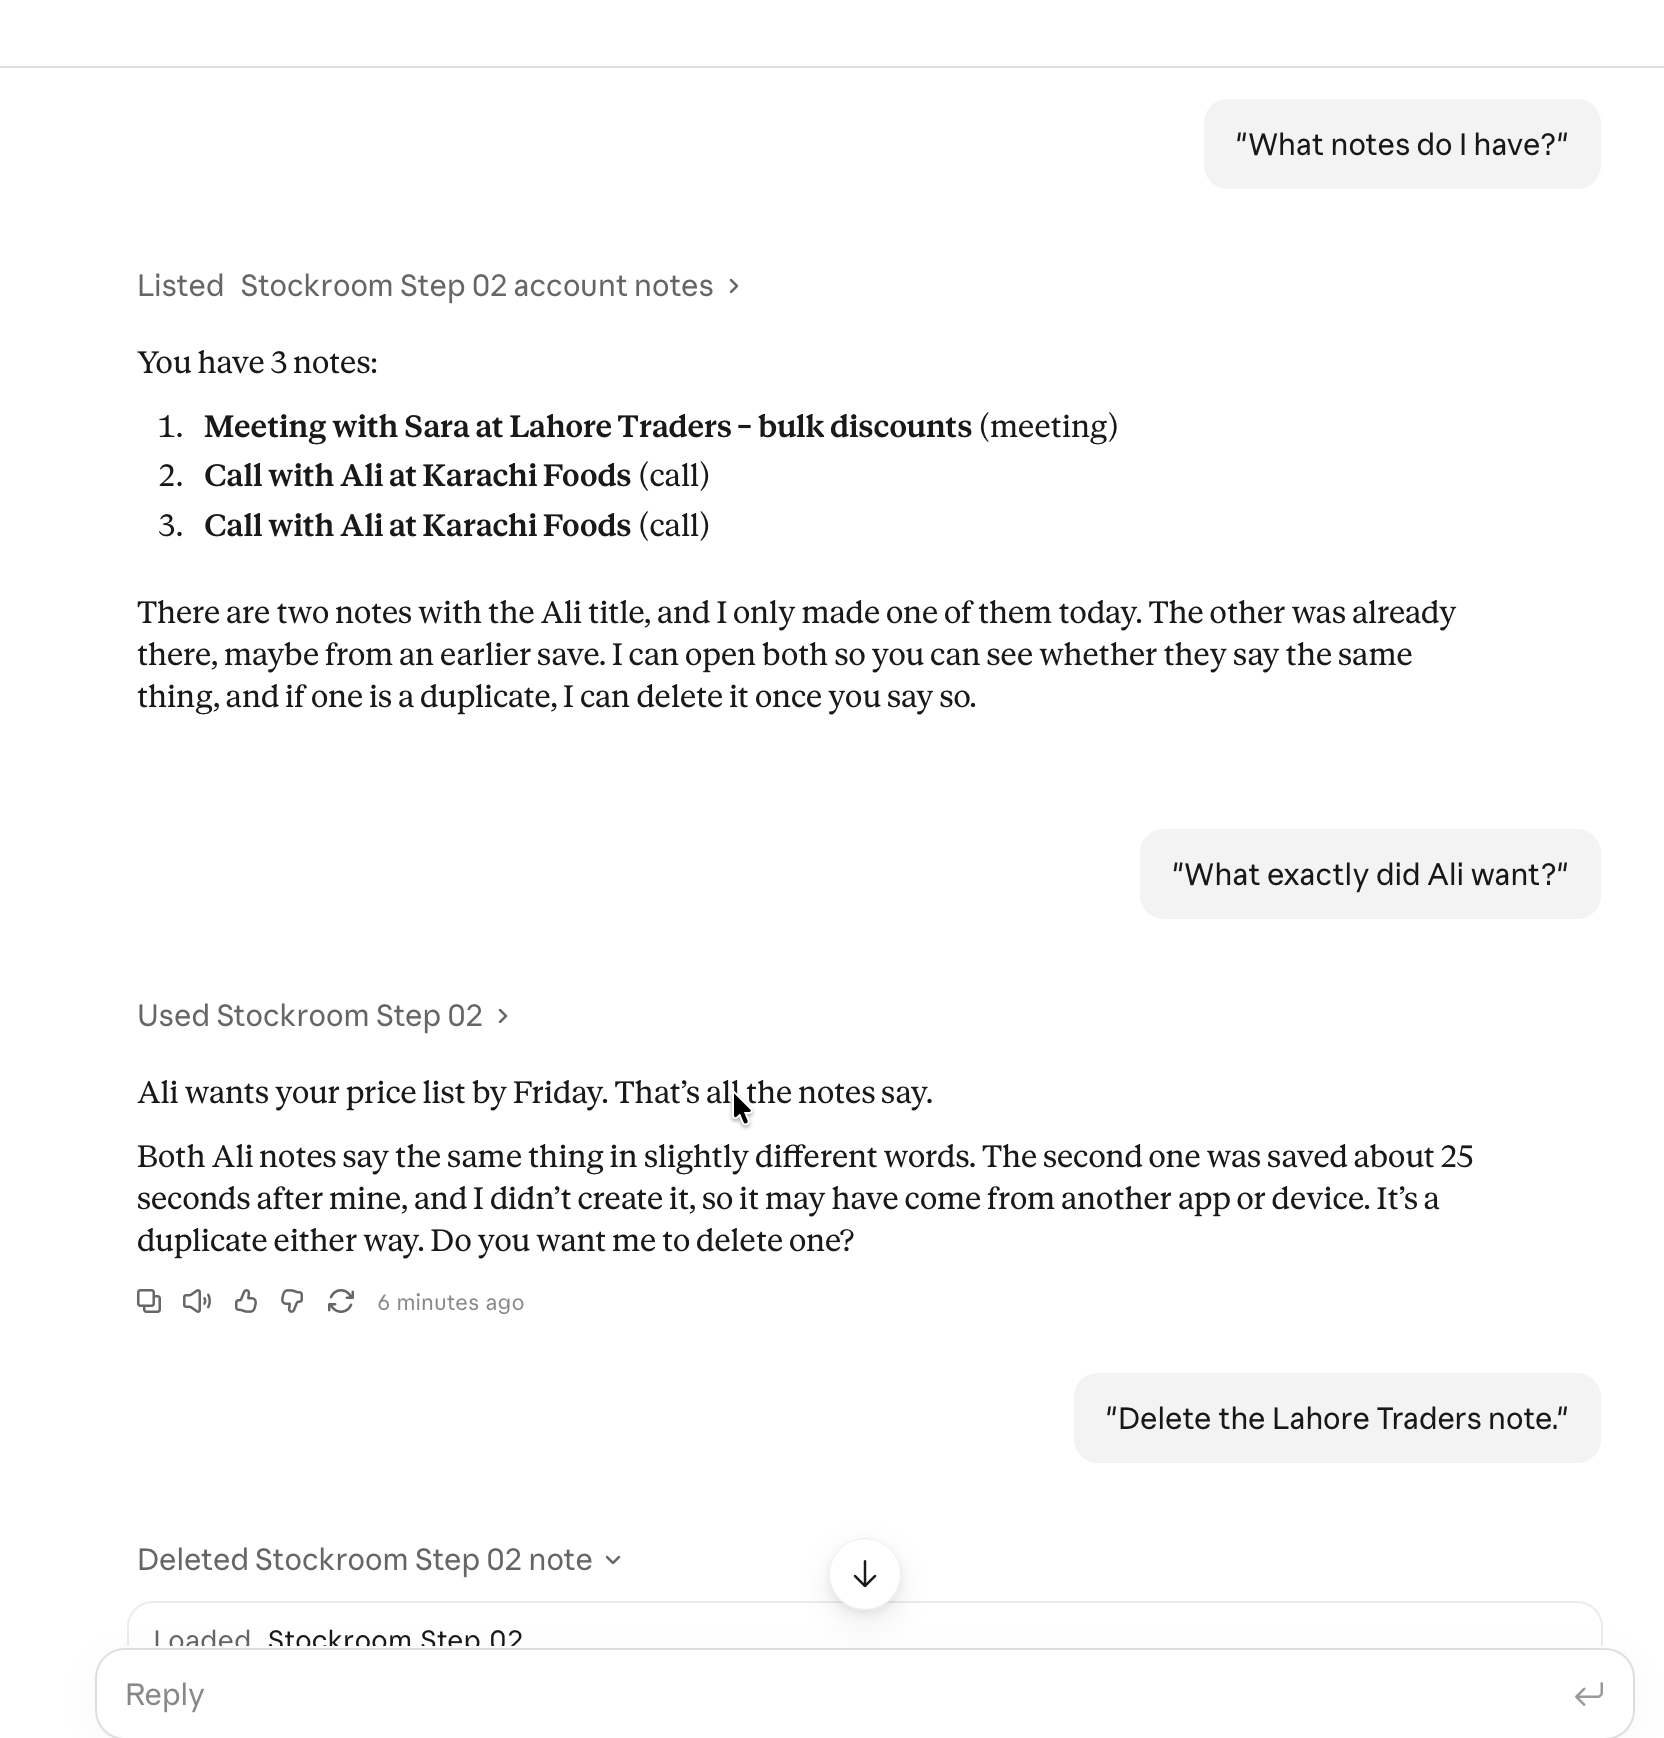 "What notes do I have?"
Listed Stockroom Step 02 account notes
You have 3 notes:
1. Meeting with Sara at Lahore Traders – bulk discounts (meeting)
2. Call with Ali at Karachi Foods (call)
3. Call with Ali at Karachi Foods (call)
There are two notes with the Ali title, and I only made one of them today. The other was already
there, maybe from an earlier save. I can open both so you can see whether they say the same
thing, and if one is a duplicate, I can delete it once you say so.
"What exactly did Ali want?"
Used Stockroom Step 02
Ali wants your price list by Friday. That’s all the notes say.
Both Ali notes say the same thing in slightly different words. The second one was saved about 25
seconds after mine, and I didn’t create it, so it may have come from another app or device. It’s a
duplicate either way. Do you want me to delete one?
6 minutes ago
"Delete the Lahore Traders note."
Deleted Stockroom Step 02 note
Loaded Stockroom Step 02
Reply